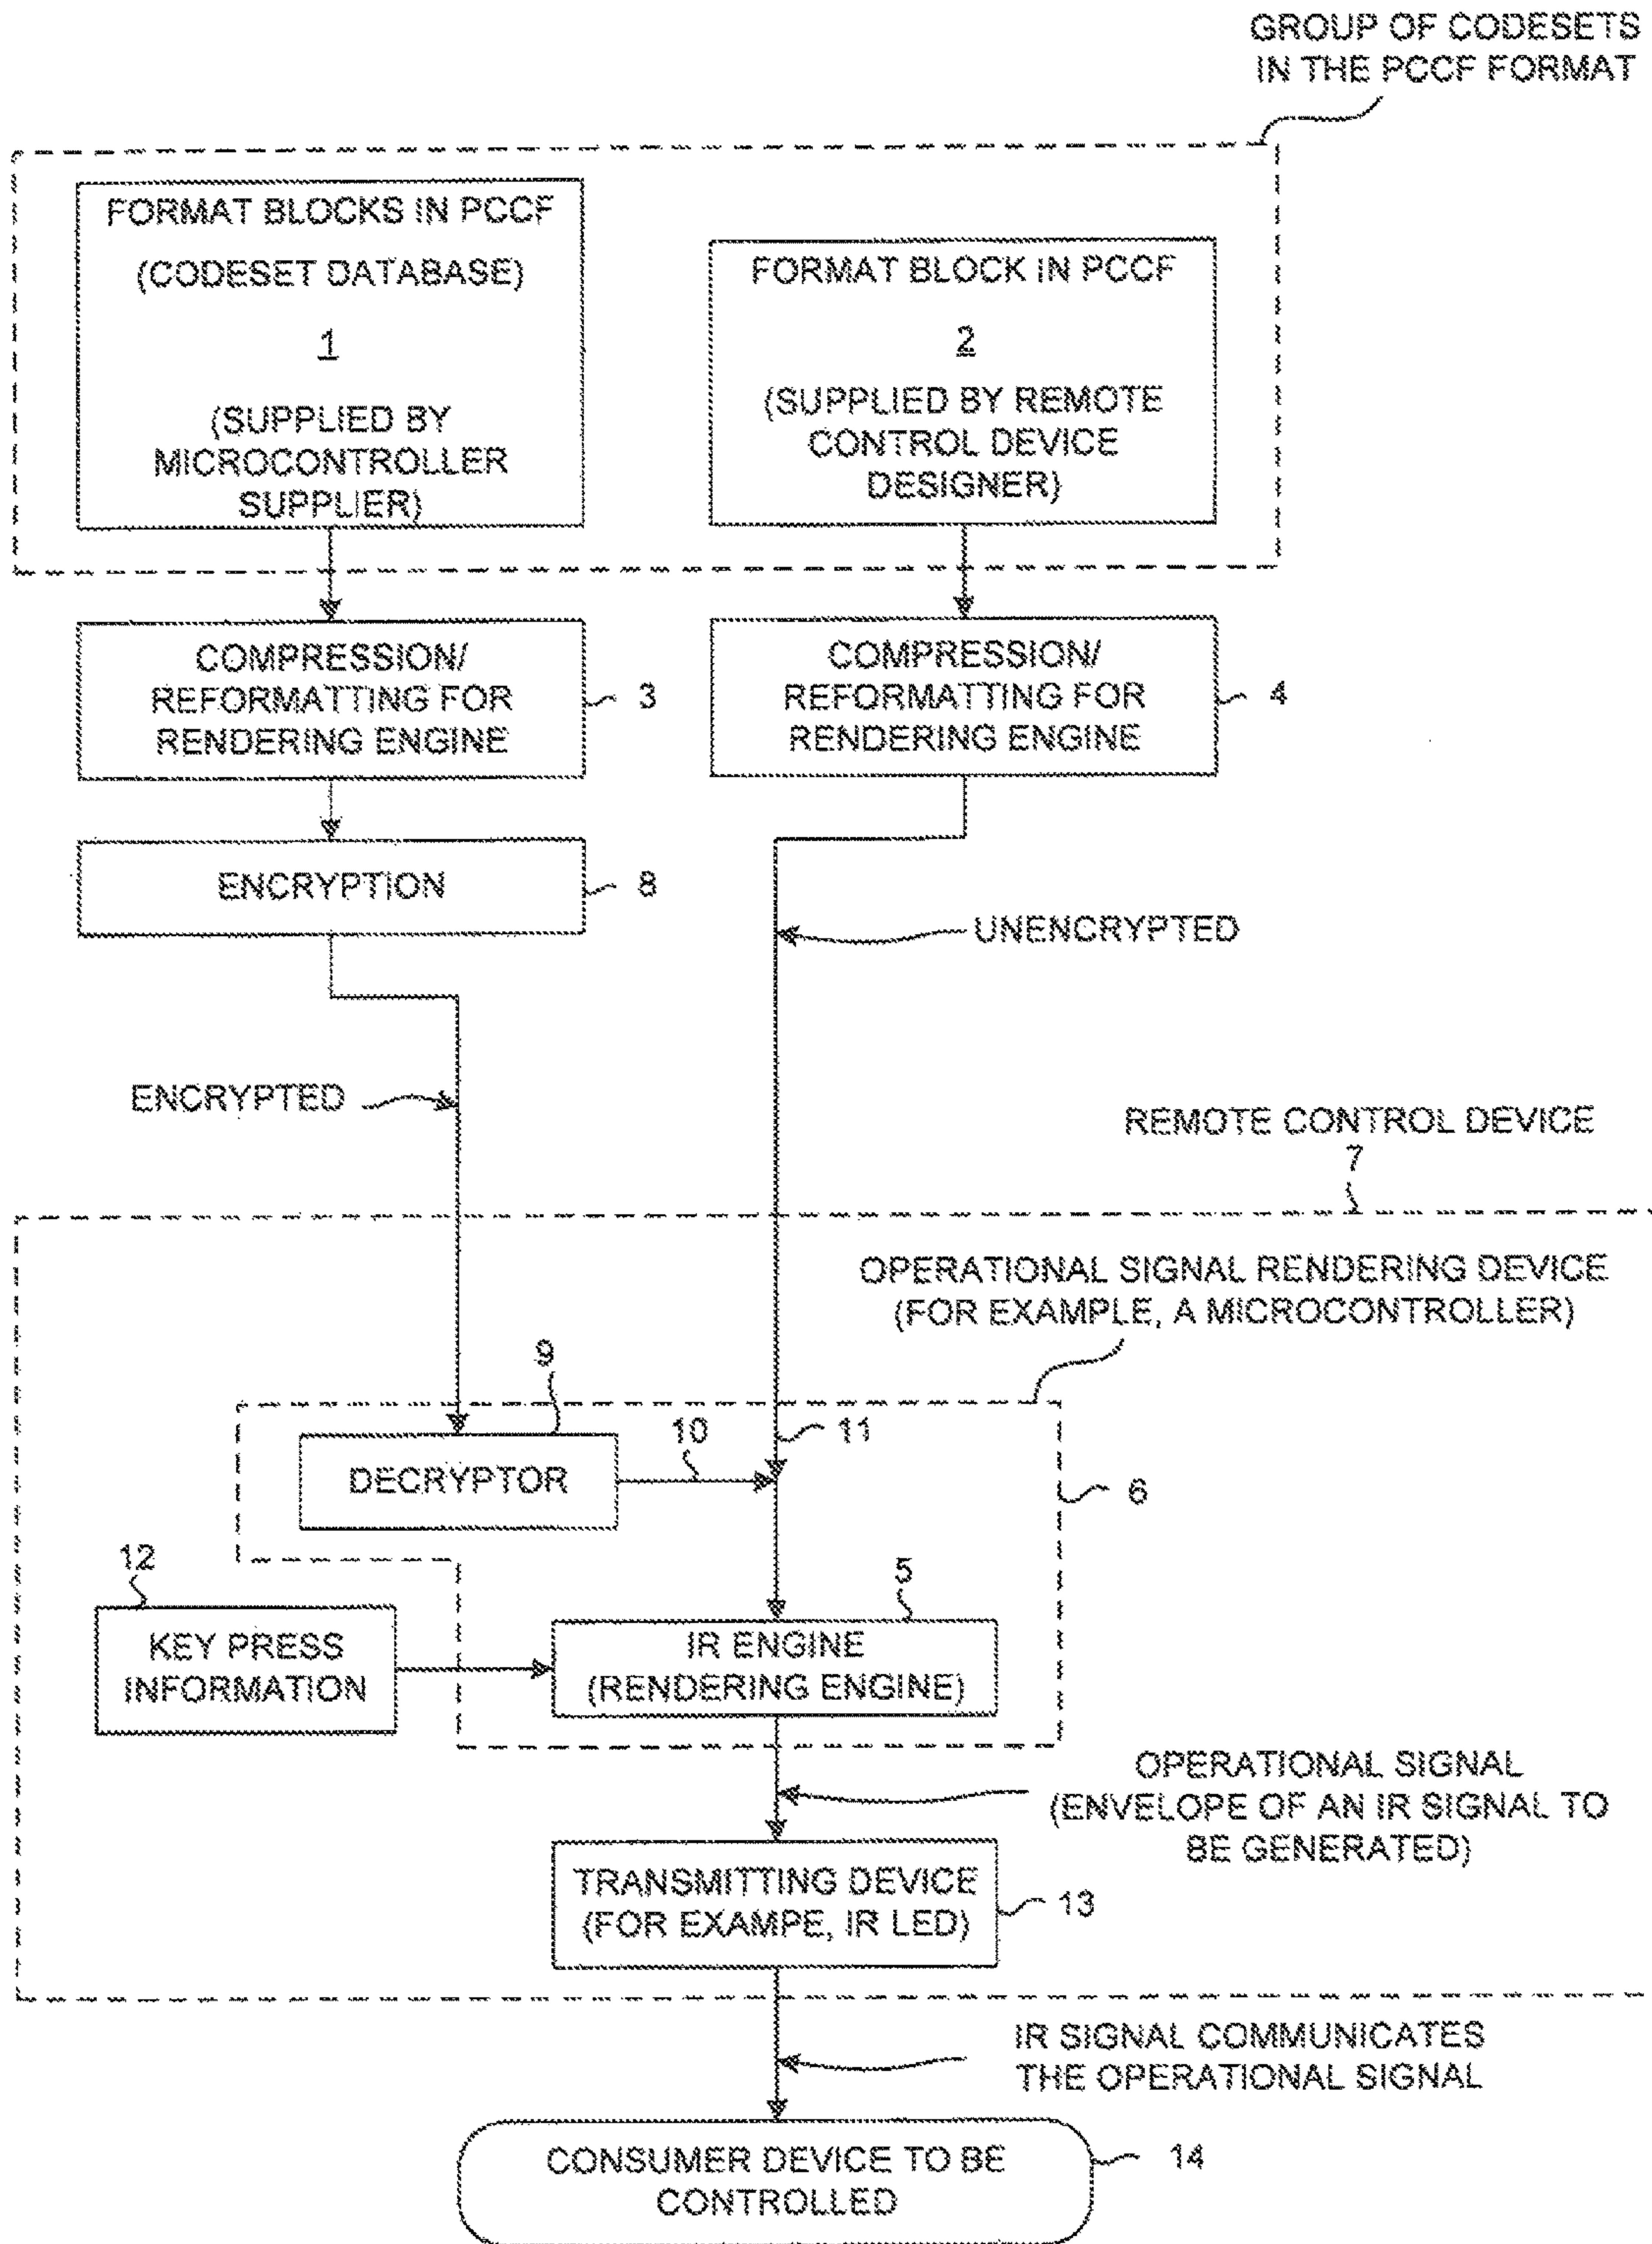 GROUP OF CODESETS
IN THE PCCF FORMAT
FORMAT BLOCKS IN PCCF
(CODESET DATABASE)
1
(SUPPLIED BY
MICROCONTROLLER
SUPPLIER)
FORMAT BLOCK IN PCCF
2
(SUPPLIED BY REMOTE
CONTROL DEVICE
DESIGNER)
COMPRESSION/
REFORMATTING FOR
RENDERING ENGINE
3
COMPRESSION/
REFORMATTING FOR
RENDERING ENGINE
4
ENCRYPTION
8
UNENCRYPTED
ENCRYPTED
REMOTE CONTROL DEVICE
7
OPERATIONAL SIGNAL RENDERING DEVICE
(FOR EXAMPLE, A MICROCONTROLLER)
9
DECRYPTOR
10
11
6
12
KEY PRESS
INFORMATION
5
IR ENGINE
(RENDERING ENGINE)
OPERATIONAL SIGNAL
(ENVELOPE OF AN IR SIGNAL TO
BE GENERATED)
TRANSMITTING DEVICE
(FOR EXAMPE, IR LED)
13
IR SIGNAL COMMUNICATES
THE OPERATIONAL SIGNAL
CONSUMER DEVICE TO BE
CONTROLLED
14